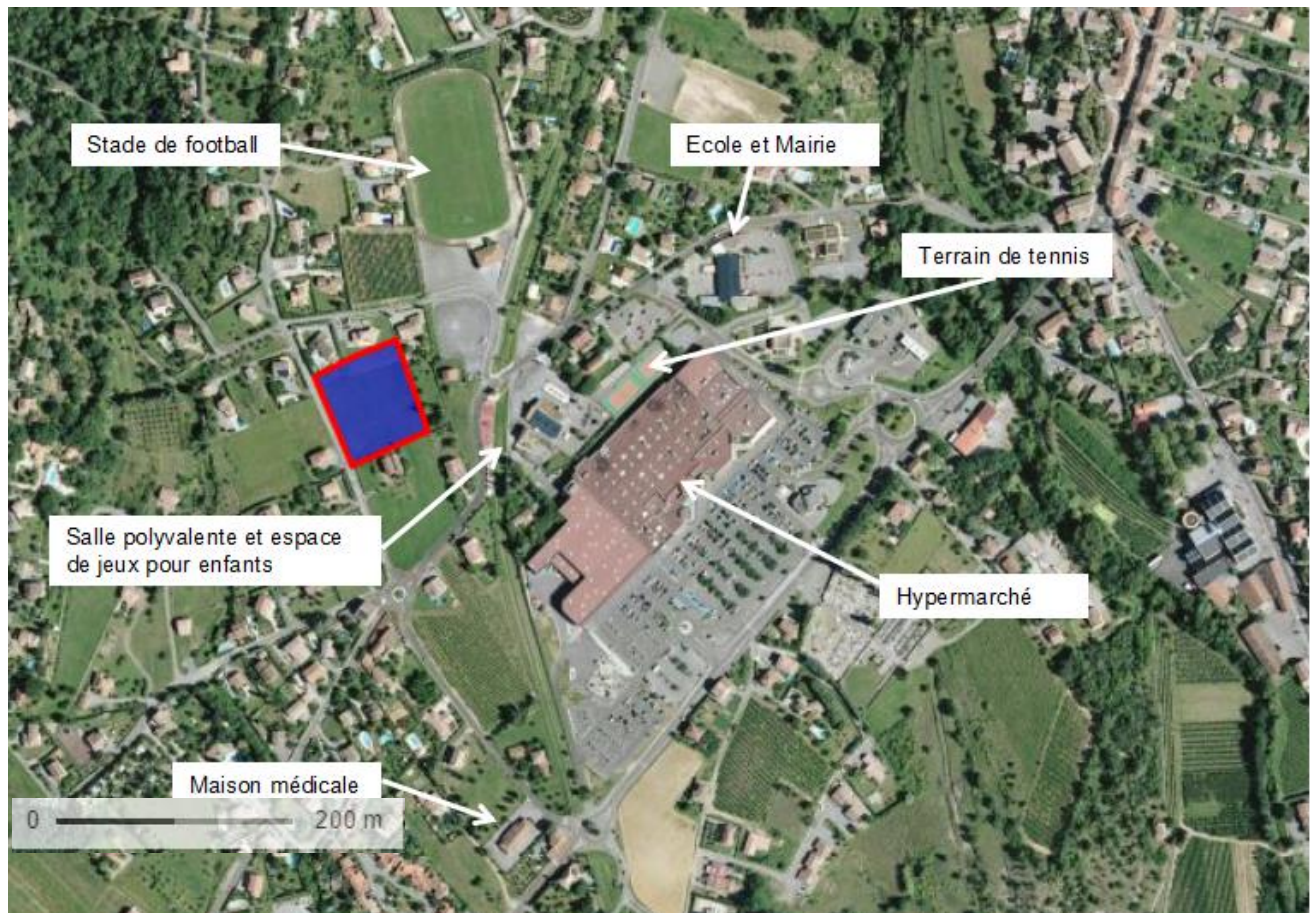 Stade de football
Ecole et Mairie
Terrain de tennis
Salle polyvalente et espace
de jeux pour enfants
Hypermarché
Maison médicale
0 200 m